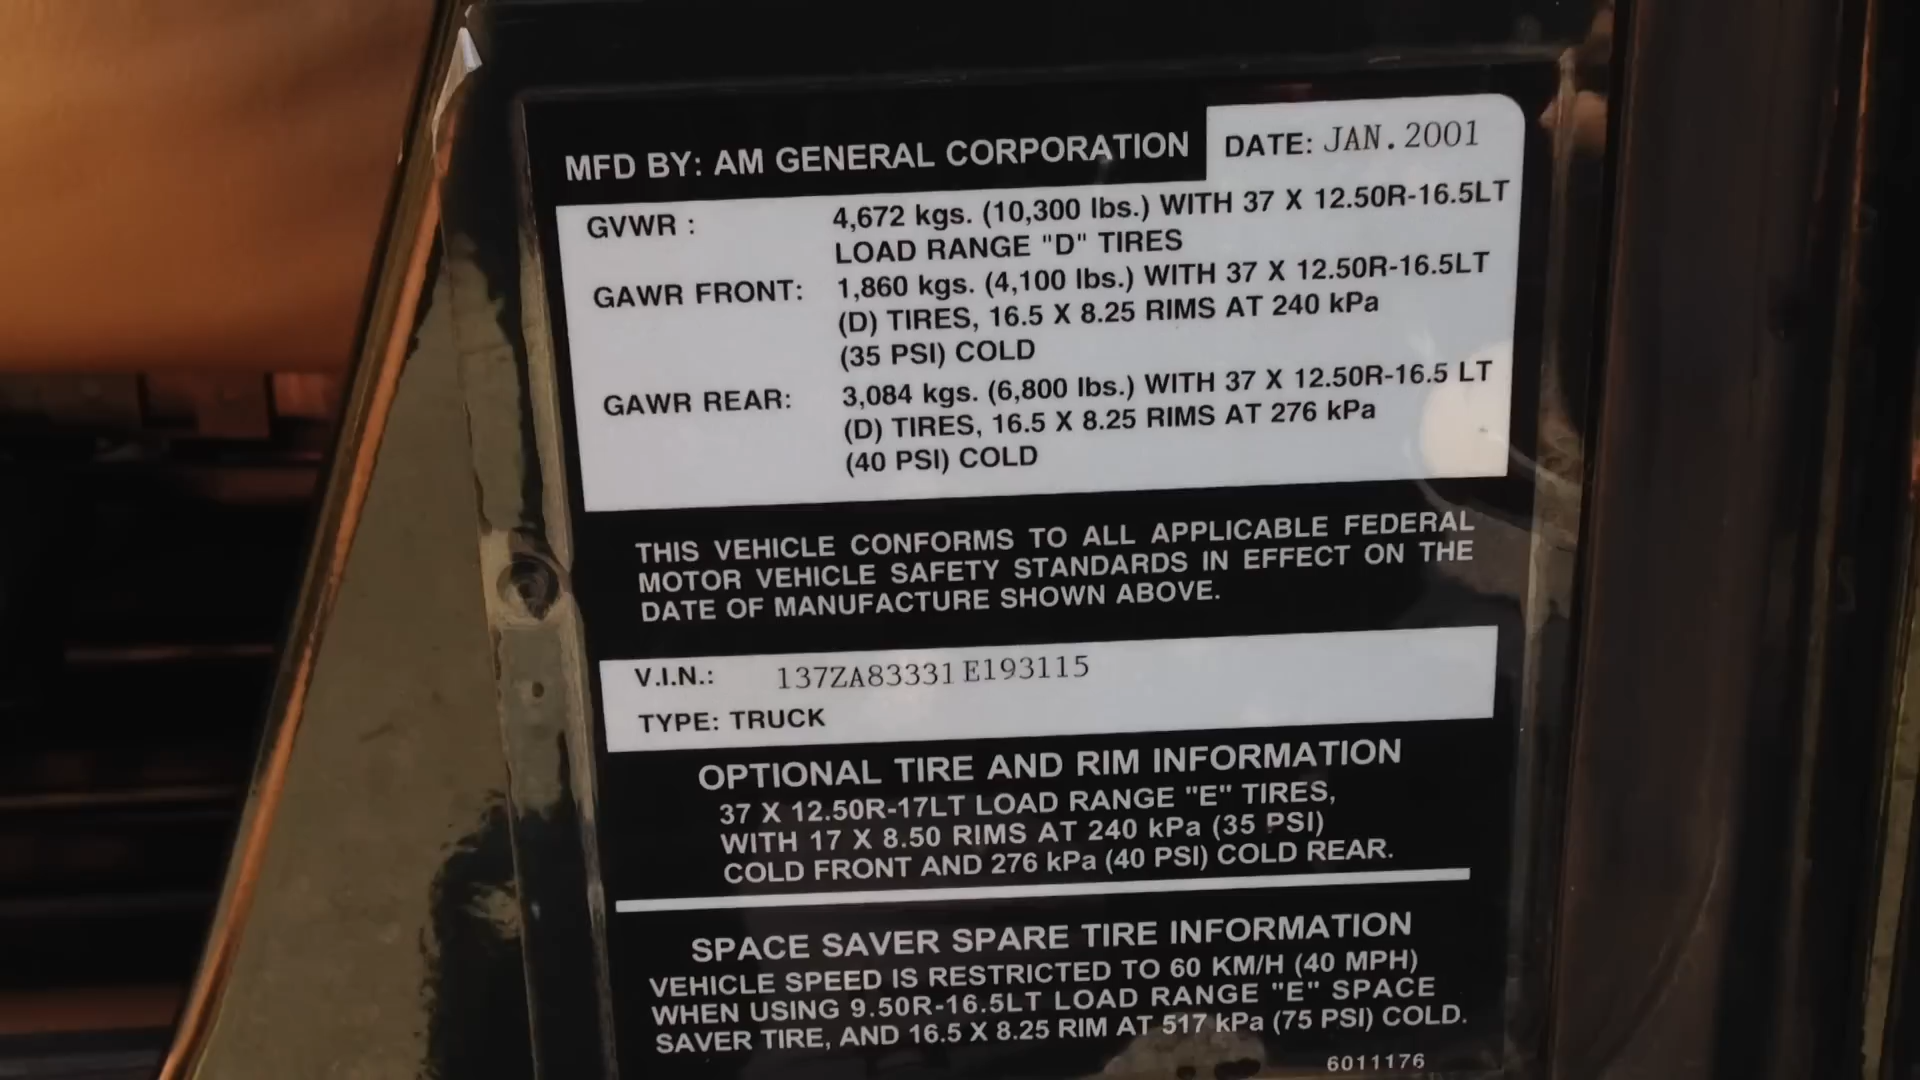 MFD BY: AM GENERAL CORPORATION DATE: JAN. 2001
GVWR : 4,672 kgs. (10,300 lbs.) WITH 37 X 12.50R-16.5LT
LOAD RANGE "D" TIRES
GAWR FRONT: 1,860 kgs. (4,100 lbs.) WITH 37 X 12.50R-16.5LT
(D) TIRES, 16.5 X 8.25 RIMS AT 240 kPa
(35 PSI) COLD
GAWR REAR: 3,084 kgs. (6,800 lbs.) WITH 37 X 12.50R-16.5 LT
(D) TIRES, 16.5 X 8.25 RIMS AT 276 kPa
(40 PSI) COLD
THIS VEHICLE CONFORMS TO ALL APPLICABLE FEDERAL
MOTOR VEHICLE SAFETY STANDARDS IN EFFECT ON THE
DATE OF MANUFACTURE SHOWN ABOVE.
V.I.N.: 137ZA83331E193115
TYPE: TRUCK
OPTIONAL TIRE AND RIM INFORMATION
37 X 12.50R-17LT LOAD RANGE "E" TIRES,
WITH 17 X 8.50 RIMS AT 240 kPa (35 PSI)
COLD FRONT AND 276 kPa (40 PSI) COLD REAR.
SPACE SAVER SPARE TIRE INFORMATION
VEHICLE SPEED IS RESTRICTED TO 60 KM/H (40 MPH)
WHEN USING 9.50R-16.5LT LOAD RANGE "E" SPACE
SAVER TIRE, AND 16.5 X 8.25 RIM AT 517 kPa (75 PSI) COLD.
6011176